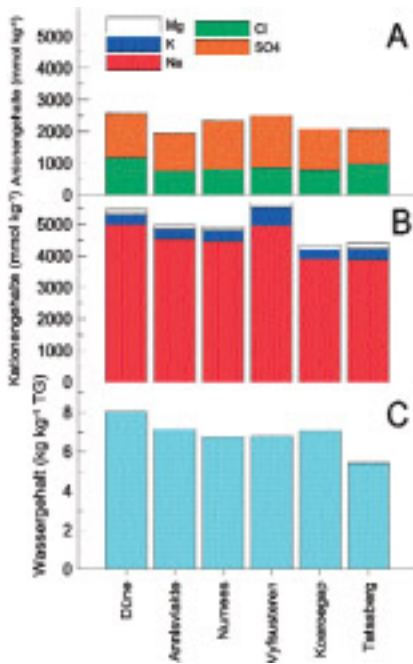 Mg
K
Na
Cl
SO4
A
Anionengehalte (mmol kg⁻¹)
5000
4000
3000
2000
1000
0
B
Kationengehalte (mmol kg⁻¹)
5000
4000
3000
2000
1000
0
C
Wassergehalt (kg kg⁻¹ TG)
8
6
4
2
0
Düne
Annisvlakte
Numees
Vyfsusteren
Koeroegap
Tatasberg